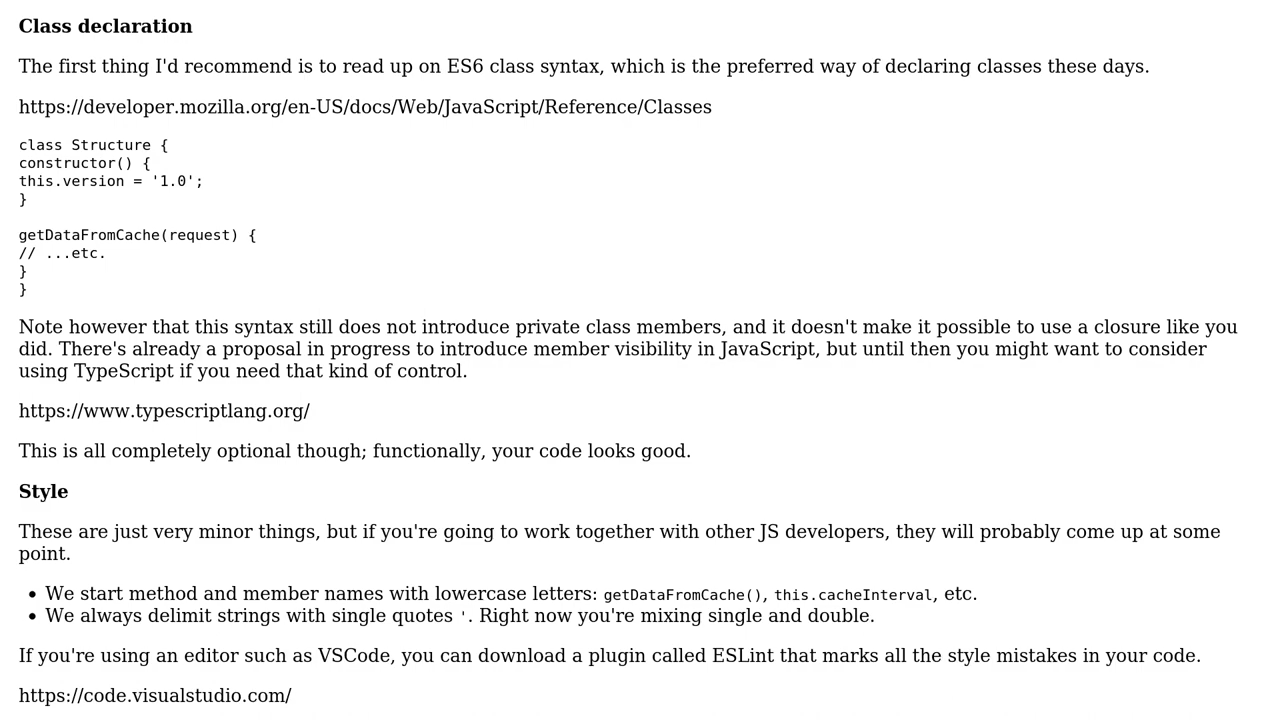 Class declaration
The first thing I'd recommend is to read up on ES6 class syntax, which is the preferred way of declaring classes these days.
https://developer.mozilla.org/en-US/docs/Web/JavaScript/Reference/Classes
class Structure {
constructor() {
this.version = '1.0';
}
getDataFromCache(request) {
// ...etc.
}
}
Note however that this syntax still does not introduce private class members, and it doesn't make it possible to use a closure like you
did. There's already a proposal in progress to introduce member visibility in JavaScript, but until then you might want to consider
using TypeScript if you need that kind of control.
https://www.typescriptlang.org/
This is all completely optional though; functionally, your code looks good.
Style
These are just very minor things, but if you're going to work together with other JS developers, they will probably come up at some
point.
• We start method and member names with lowercase letters: getDataFromCache(), this.cacheInterval, etc.
• We always delimit strings with single quotes '. Right now you're mixing single and double.
If you're using an editor such as VSCode, you can download a plugin called ESLint that marks all the style mistakes in your code.
https://code.visualstudio.com/